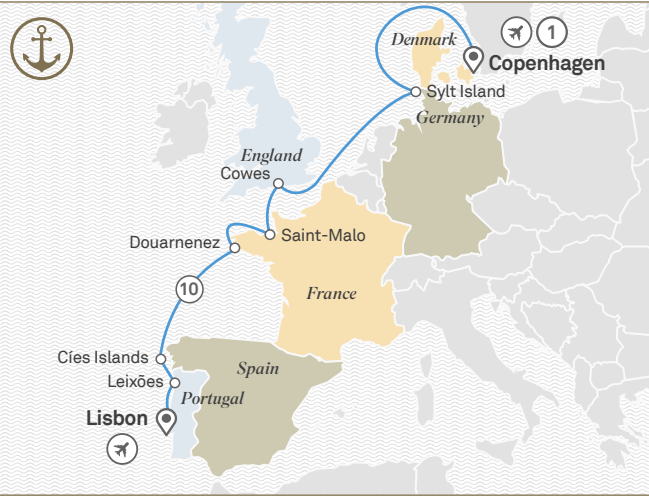 Denmark
1
Copenhagen
Sylt Island
Germany
England
Cowes
Saint-Malo
Douarnenez
10
France
Cíes Islands
Spain
Leixões
Portugal
Lisbon